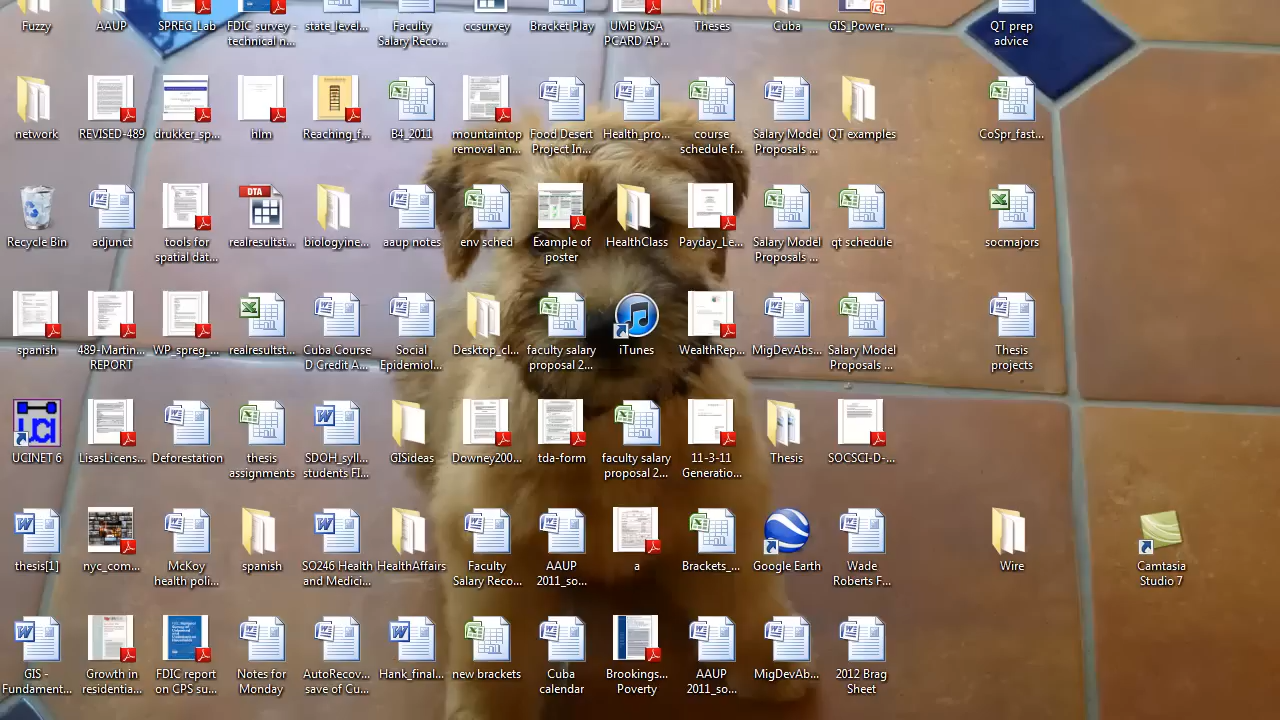 Fuzzy
AAUP
SPREG_Lab
FDIC survey -
technical n...
state_level...
Faculty
Salary Reco...
ccsurvey
Bracket Play
UMB VISA
PCARD AP...
Theses
Cuba
GIS_Power...
QT prep
advice
network
REVISED-489
drukker_sp...
hlm
Reaching_f...
B4_2011
mountaintop
removal an...
Food Desert
Project In...
Health_pro...
course
schedule f...
Salary Model
Proposals ...
QT examples
CoSpr_fast...
Recycle Bin
adjunct
tools for
spatial dat...
DTA
realresultst...
biologyine...
aaup notes
env sched
Example of
poster
HealthClass
Payday_Le...
Salary Model
Proposals ...
qt schedule
socmajors
spanish
489-Martin...
REPORT
WP_spreg_...
realresultst...
Cuba Course
D Credit A...
Social
Epidemiol...
Desktop_cl...
faculty salary
proposal 2...
iTunes
WealthRep...
MigDevAbs...
Salary Model
Proposals ...
Thesis
projects
UCINET 6
LisasLicens...
Deforestation
thesis
assignments
SDOH_syll...
students FI...
GISideas
Downey200...
tda-form
faculty salary
proposal 2...
11-3-11
Generatio...
Thesis
SOCSCI-D-...
thesis[1]
nyc_com...
McKoy
health poli...
spanish
SO246 Health
and Medici...
HealthAffairs
Faculty
Salary Reco...
AAUP
2011_so...
a
Brackets_...
Google Earth
Wade
Roberts F...
Wire
Camtasia
Studio 7
GIS -
Fundament...
Growth in
residentia...
FDIC report
on CPS su...
Notes for
Monday
AutoRecov...
save of Cu...
Hank_final...
new brackets
Cuba
calendar
Brookings...
Poverty
AAUP
2011_so...
MigDevAb...
2012 Brag
Sheet